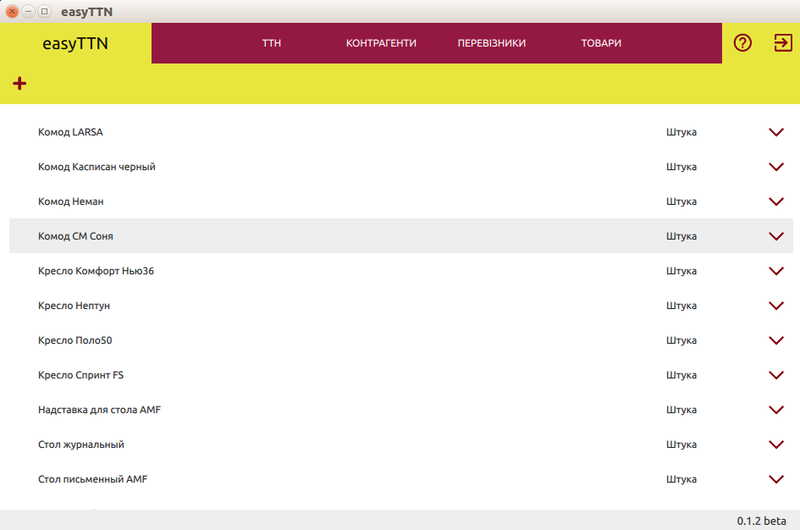 easyTTN
easyTTN ТТН КОНТРАГЕНТИ ПЕРЕВІЗНИКИ ТОВАРИ
Комод LARSA Штука
Комод Касписан черный Штука
Комод Неман Штука
Комод СМ Соня Штука
Кресло Комфорт Нью36 Штука
Кресло Нептун Штука
Кресло Поло50 Штука
Кресло Спринт FS Штука
Надставка для стола AMF Штука
Стол журнальный Штука
Стол письменный AMF Штука
0.1.2 beta